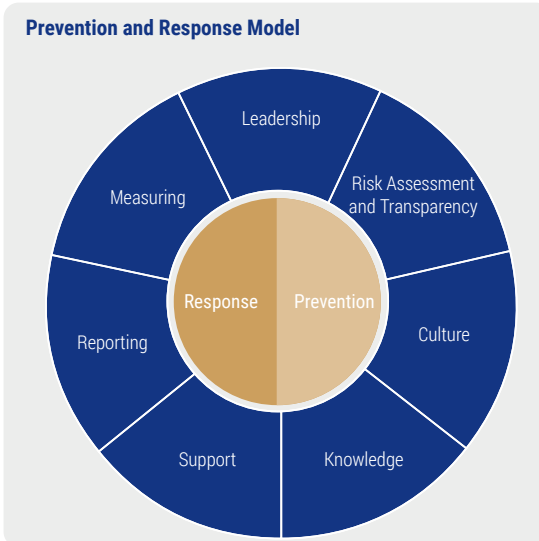 Prevention and Response Model
Leadership
Risk Assessment
and Transparency
Culture
Knowledge
Support
Reporting
Measuring
Response
Prevention